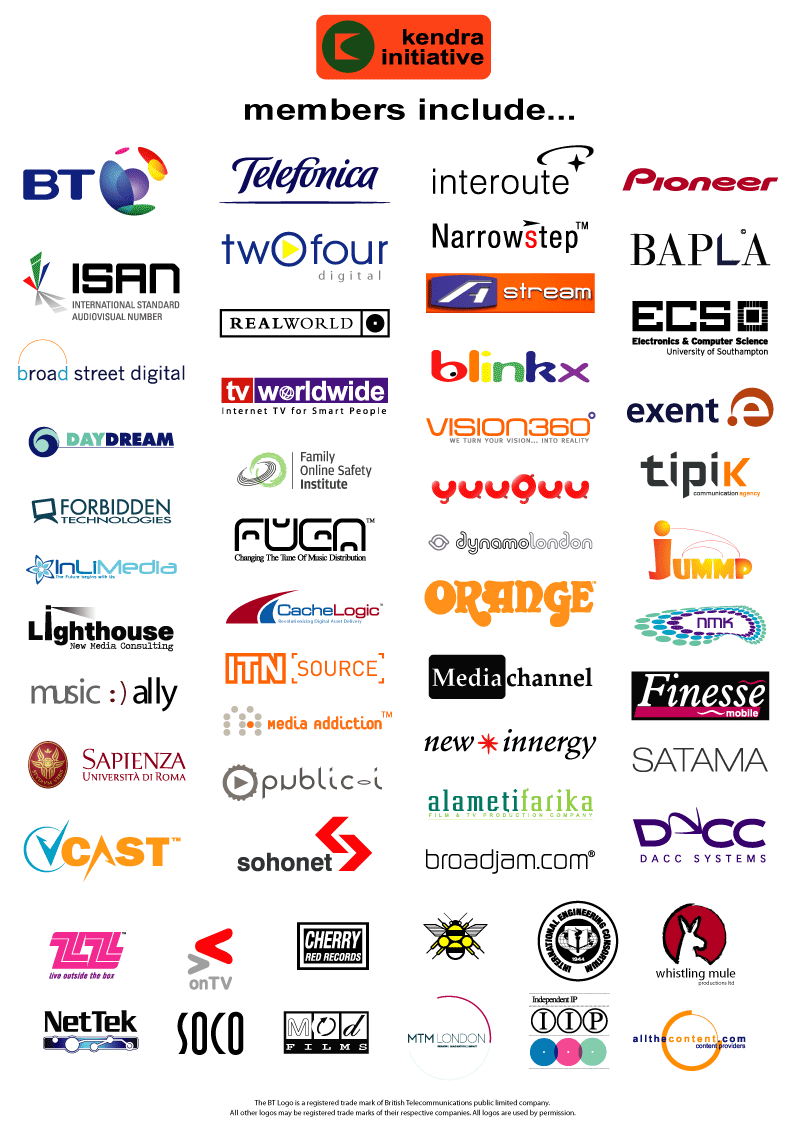 kendra
initiative
members include...
BT
Telefónica
interoute
Pioneer
ISAN
INTERNATIONAL STANDARD
AUDIOVISUAL NUMBER
twofour
digital
Narrowstep™
BAPLA©
REALWORLD
stream
ECS
Electronics & Computer Science
University of Southampton
broad street digital
tv worldwide
Internet TV for Smart People
blinkx
exent
DAYDREAM
Family
Online Safety
Institute
VISION360°
WE TURN YOUR VISION... INTO REALITY
tipik
communication agency
FORBIDDEN
TECHNOLOGIES
FUGA™
Changing The Tune Of Music Distribution
yuuguu
JUMMP
InLiMedia
The Future begins with Us
dynamolondon
Lighthouse
New Media Consulting
CacheLogic™
Revolutionizing Digital Asset Delivery
ORANGE
NMK
music :) ally
ITN SOURCE
Mediachannel
Finesse
mobile
SAPIENZA
UNIVERSITÀ DI ROMA
MEDIA ADDICTION™
new innergy
SATAMA
public-i
alametifarika
FILM & TV PRODUCTION COMPANY
VCAST™
sohonet
broadjam.com®
DACC
DACC SYSTEMS
live outside the box
onTV
CHERRY
RED RECORDS
INTERNATIONAL ENGINEERING CONSORTIUM
1944
whistling mule
productions ltd
NetTek
SOCO
MOd
FILMS
MTM LONDON
Independent IP
IIP
allthecontent.com
content providers
The BT Logo is a registered trade mark of British Telecommunications public limited company.
All other logos may be registered trade marks of their respective companies. All logos are used by permission.